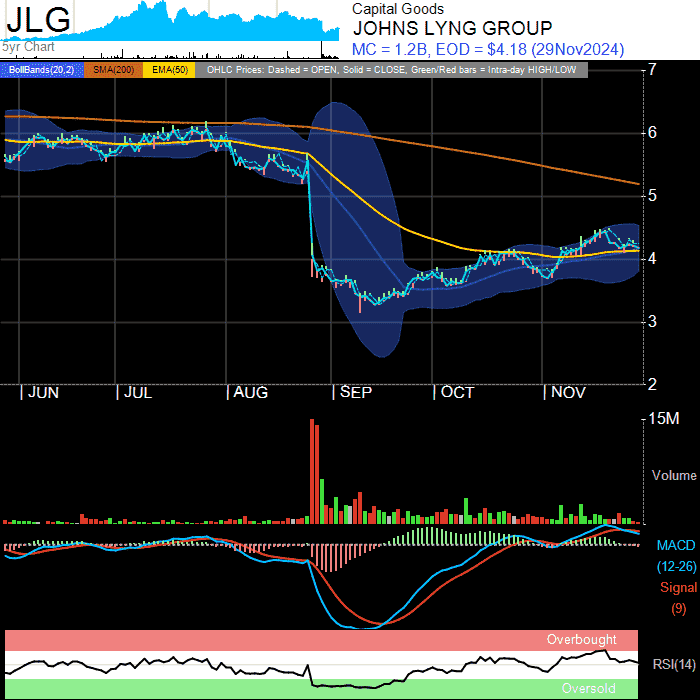 JLG
5yr Chart
Capital Goods
JOHNS LYNG GROUP
MC = 1.2B, EOD = $4.18 (29Nov2024)
BollBands(20,2) SMA(200) EMA(50) OHLC Prices: Dashed = OPEN, Solid = CLOSE, Green/Red bars = Intra-day HIGH/LOW
7
6
5
4
3
2
| JUN | JUL | AUG | SEP | OCT | NOV
15M
Volume
MACD
(12-26)
Signal
(9)
Overbought
RSI(14)
Oversold